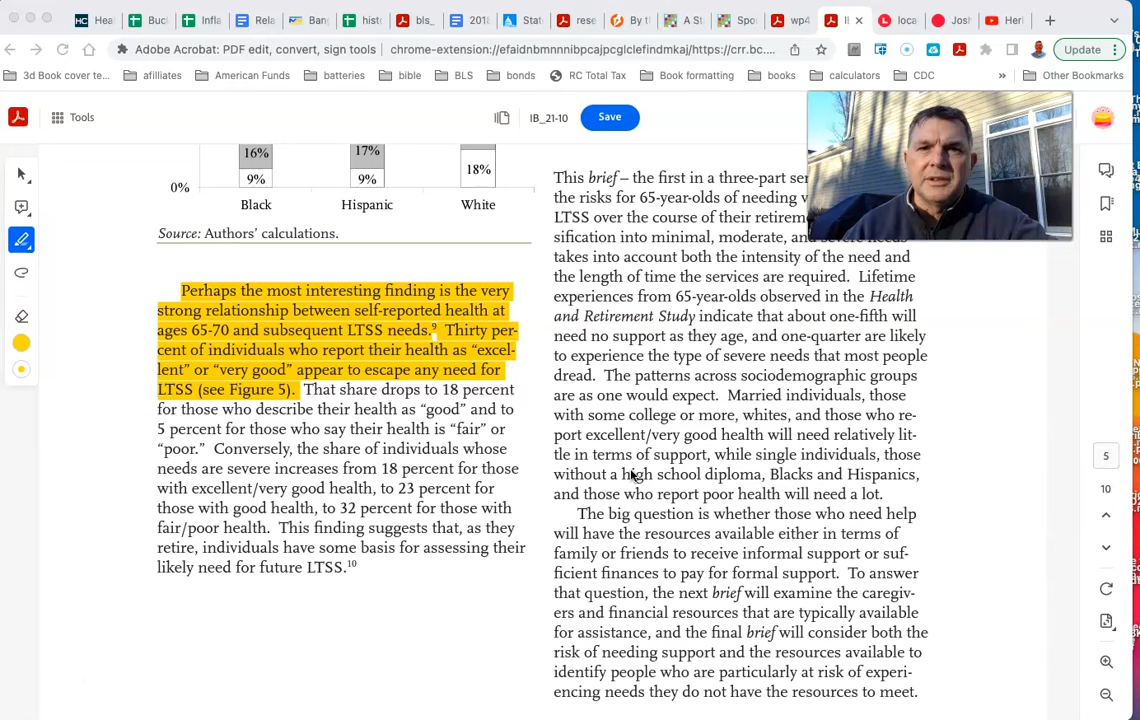 Hea
Buc
Infla
Rela
Ban
hist
bls_
2018
State
rese
By t
A St
Spo
wp4
loca
Josh
Her
Adobe Acrobat: PDF edit, convert, sign tools
chrome-extension://efaidnbmnnnibpcajpcglclefindmkaj/https://crr.bc....
Update
3d Book cover te...
afilliates
American Funds
batteries
bible
BLS
bonds
RC Total Tax
Book formatting
books
calculators
CDC
»
Other Bookmarks
Tools
IB_21-10
Save
16%
17%
18%
9%
9%
0%
Black
Hispanic
White
Source: Authors' calculations.
Perhaps the most interesting finding is the very
strong relationship between self-reported health at
ages 65-70 and subsequent LTSS needs.9 Thirty per-
cent of individuals who report their health as “excel-
lent” or “very good” appear to escape any need for
LTSS (see Figure 5). That share drops to 18 percent
for those who describe their health as “good” and to
5 percent for those who say their health is “fair” or
“poor.” Conversely, the share of individuals whose
needs are severe increases from 18 percent for those
with excellent/very good health, to 23 percent for
those with good health, to 32 percent for those with
fair/poor health. This finding suggests that, as they
retire, individuals have some basis for assessing their
likely need for future LTSS.10
This brief – the first in a three-part
the risks for 65-year-olds of needing
LTSS over the course of their
sification into minimal, moderate, and severe needs
takes into account both the intensity of the need and
the length of time the services are required. Lifetime
experiences from 65-year-olds observed in the Health
and Retirement Study indicate that about one-fifth will
need no support as they age, and one-quarter are likely
to experience the type of severe needs that most people
dread. The patterns across sociodemographic groups
are as one would expect. Married individuals, those
with some college or more, whites, and those who re-
port excellent/very good health will need relatively lit-
tle in terms of support, while single individuals, those
without a high school diploma, Blacks and Hispanics,
and those who report poor health will need a lot.
The big question is whether those who need help
will have the resources available either in terms of
family or friends to receive informal support or suf-
ficient finances to pay for formal support. To answer
that question, the next brief will examine the caregiv-
ers and financial resources that are typically available
for assistance, and the final brief will consider both the
risk of needing support and the resources available to
identify people who are particularly at risk of experi-
encing needs they do not have the resources to meet.
5
10